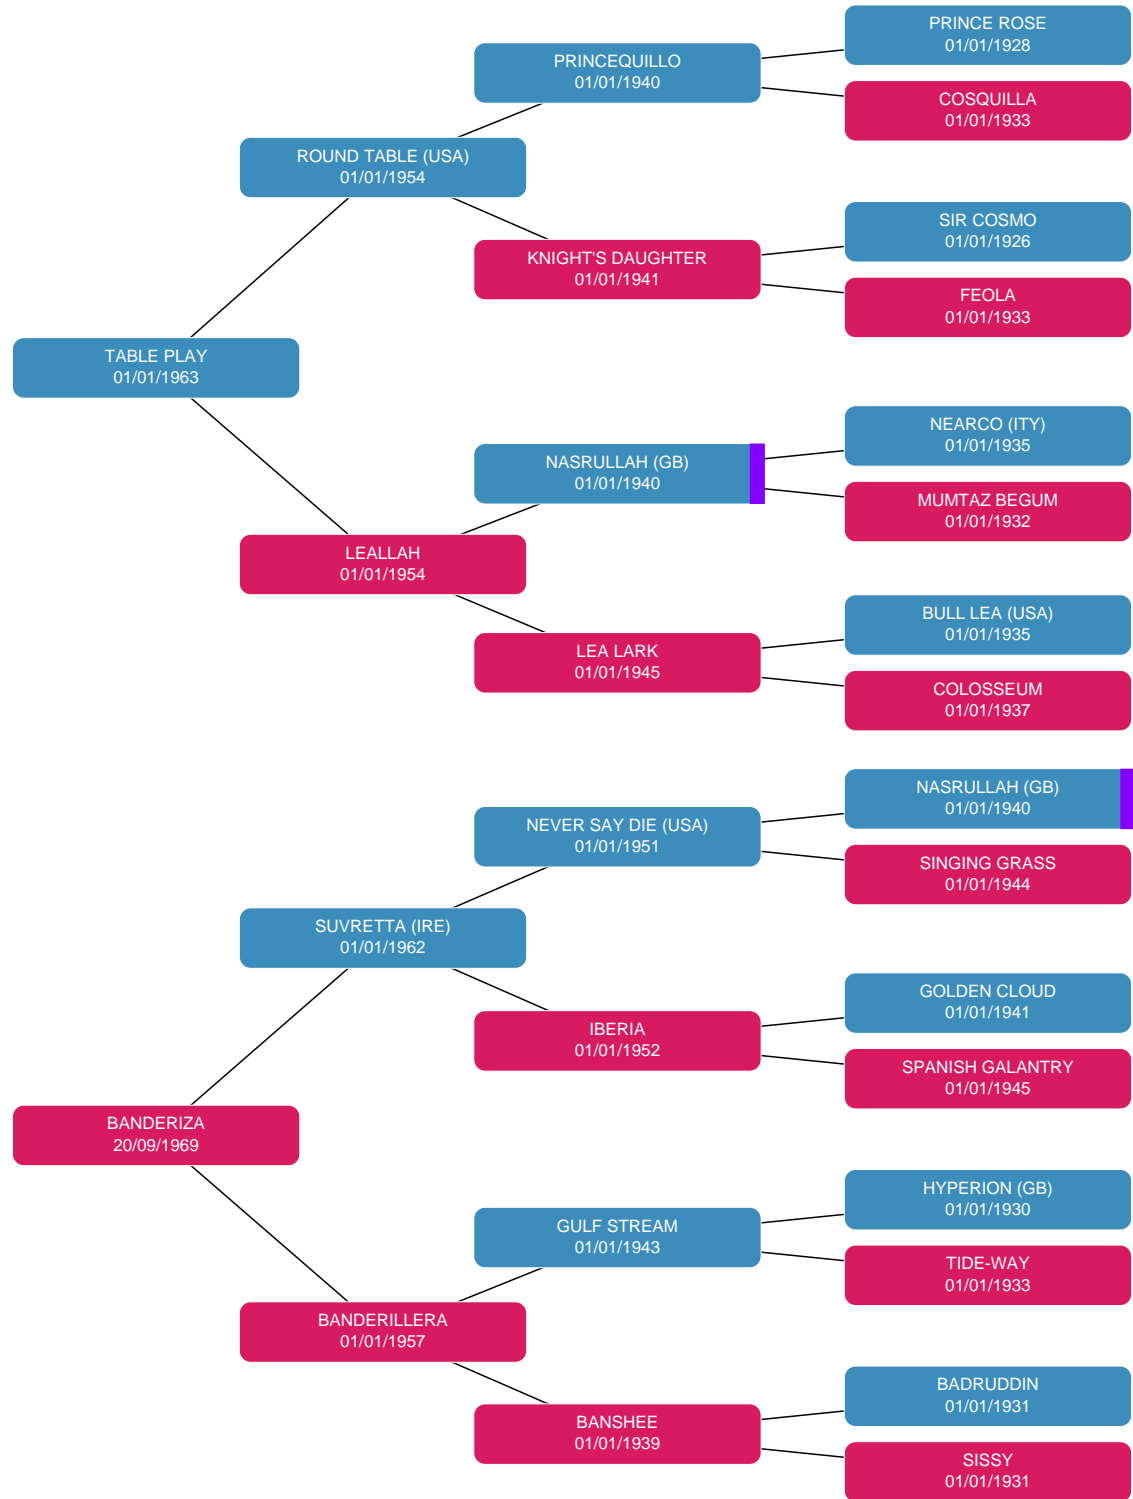 PRINCE ROSE
01/01/1928
PRINCEQUILLO
01/01/1940
COSQUILLA
01/01/1933
ROUND TABLE (USA)
01/01/1954
SIR COSMO
01/01/1926
KNIGHT'S DAUGHTER
01/01/1941
FEOLA
01/01/1933
TABLE PLAY
01/01/1963
NEARCO (ITY)
01/01/1935
NASRULLAH (GB)
01/01/1940
MUMTAZ BEGUM
01/01/1932
LEALLAH
01/01/1954
BULL LEA (USA)
01/01/1935
LEA LARK
01/01/1945
COLOSSEUM
01/01/1937
NASRULLAH (GB)
01/01/1940
NEVER SAY DIE (USA)
01/01/1951
SINGING GRASS
01/01/1944
SUVRETTA (IRE)
01/01/1962
GOLDEN CLOUD
01/01/1941
IBERIA
01/01/1952
SPANISH GALANTRY
01/01/1945
BANDERIZA
20/09/1969
HYPERION (GB)
01/01/1930
GULF STREAM
01/01/1943
TIDE-WAY
01/01/1933
BANDERILLERA
01/01/1957
BADRUDDIN
01/01/1931
BANSHEE
01/01/1939
SISSY
01/01/1931